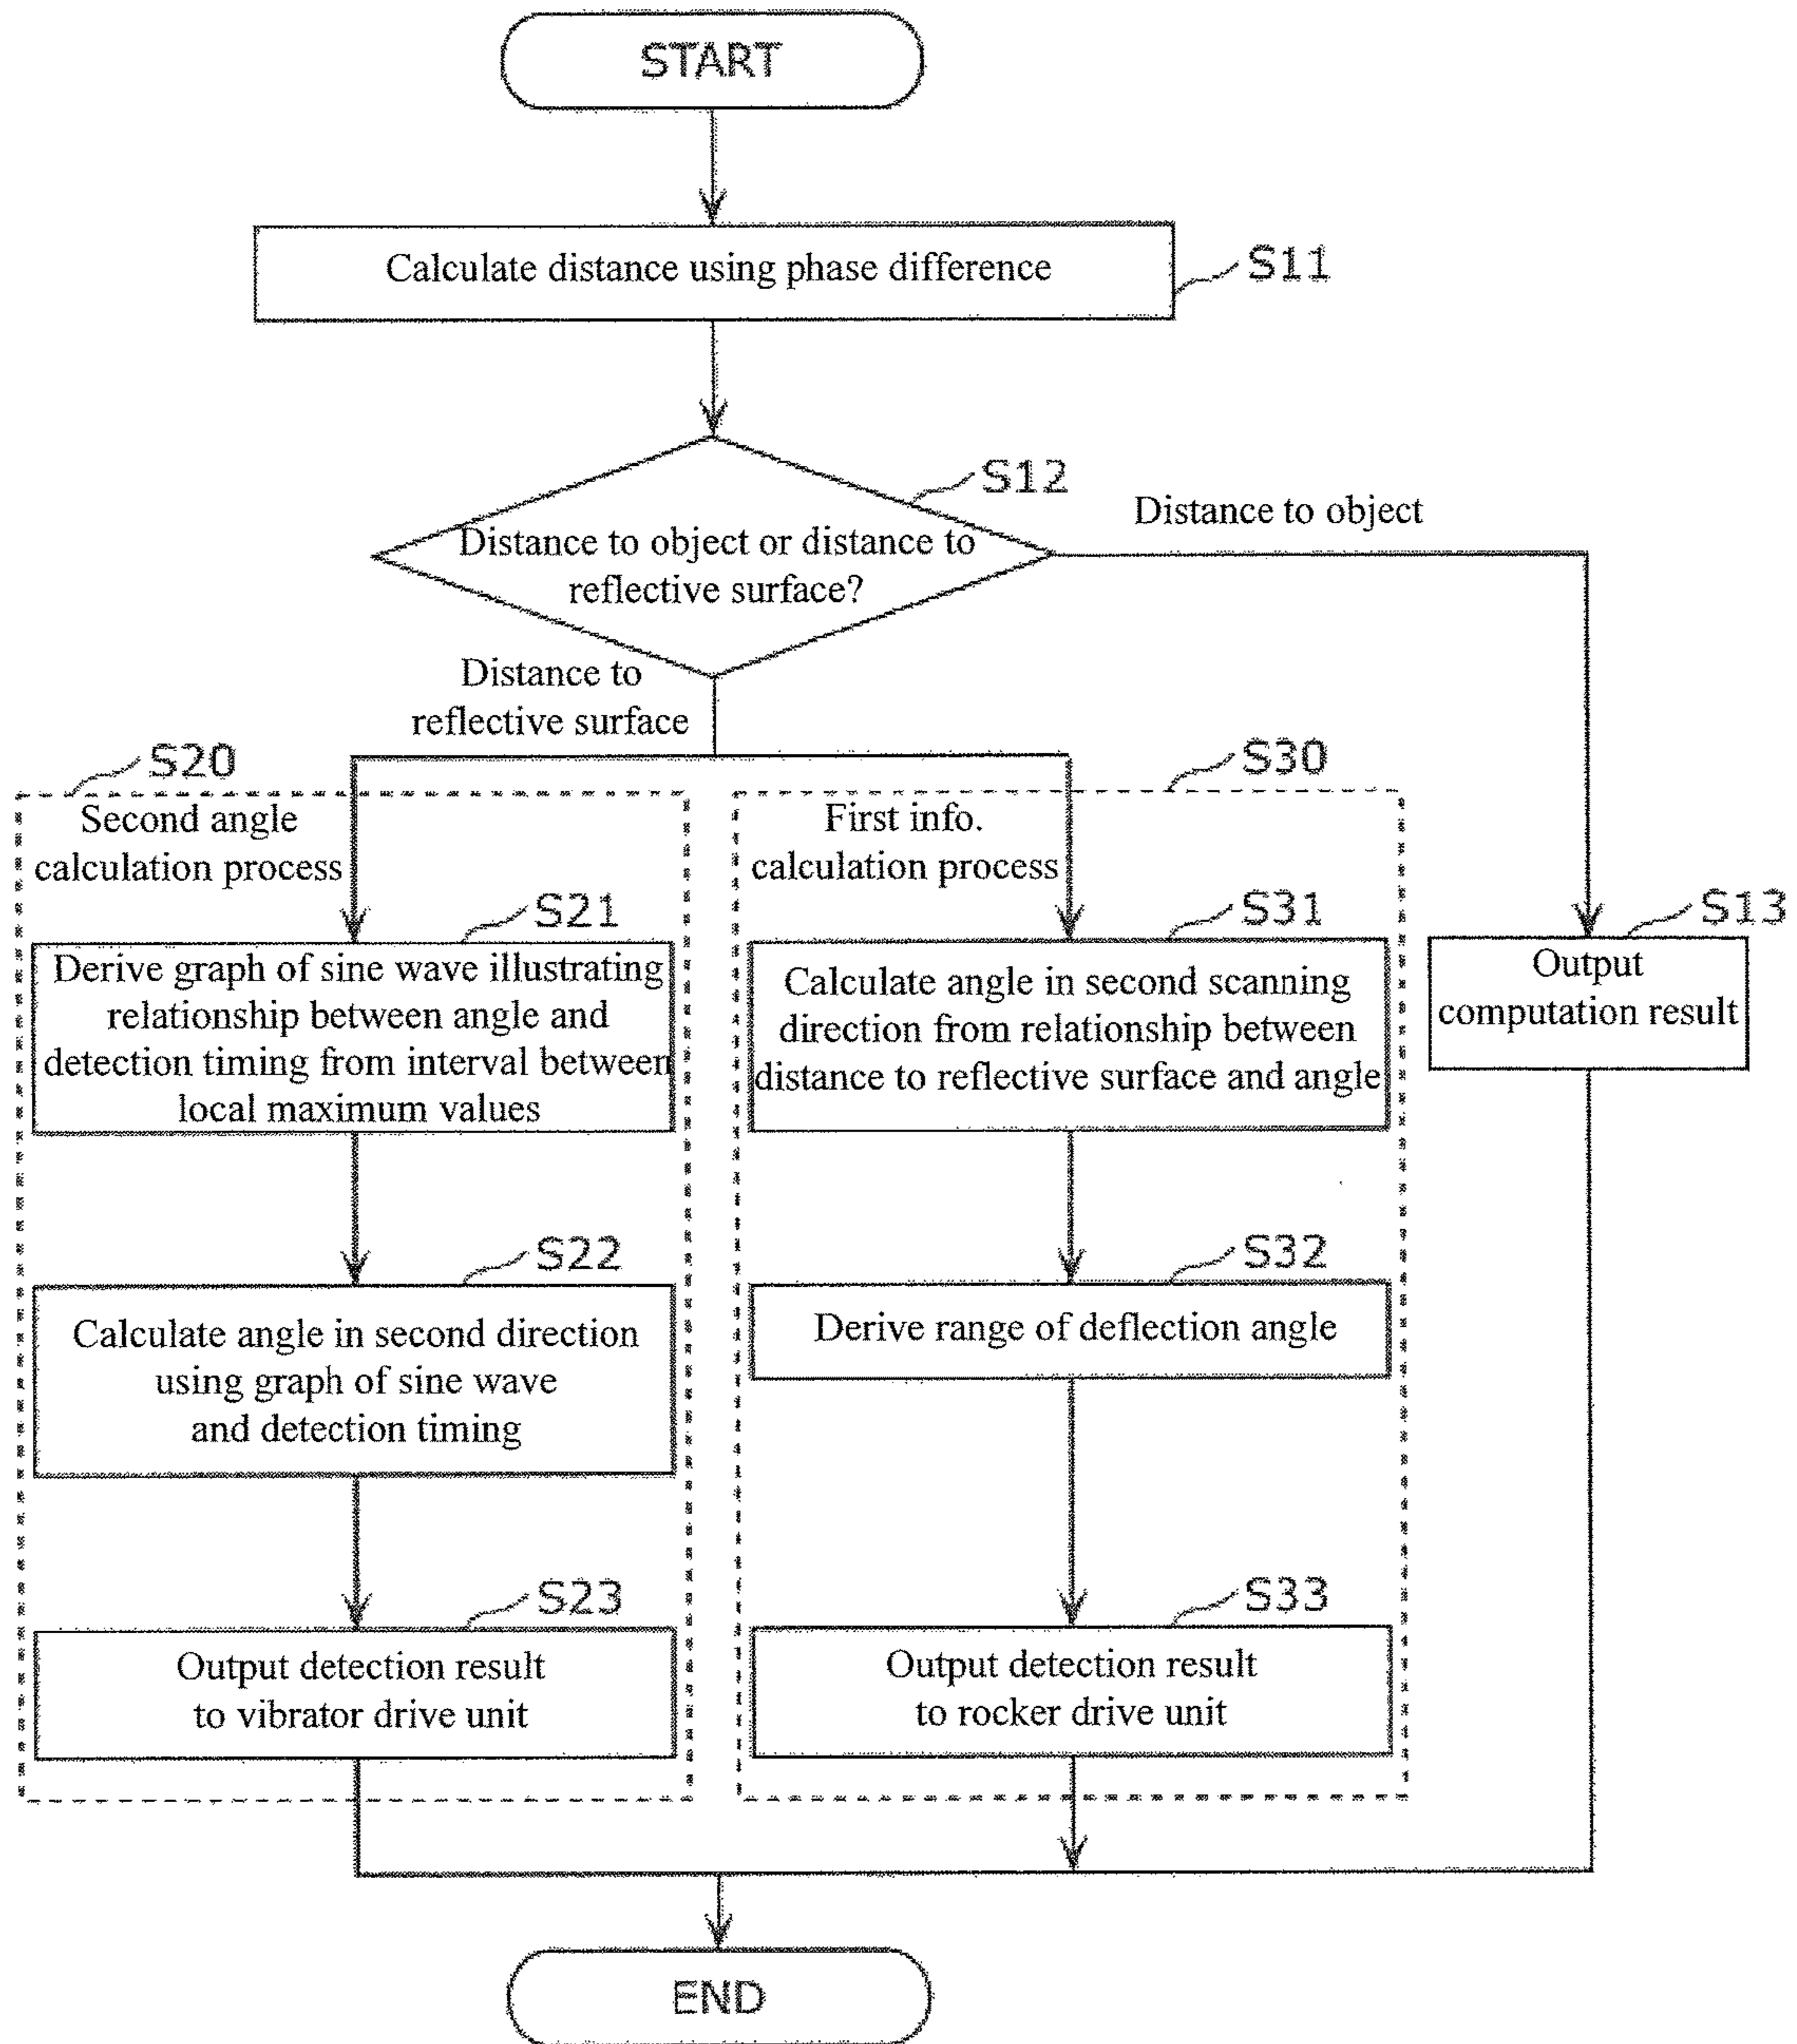 START
Calculate distance using phase difference
S11
S12
Distance to object
Distance to object or distance to
reflective surface?
Distance to
reflective surface
S20
Second angle
calculation process
S21
Derive graph of sine wave illustrating
relationship between angle and
detection timing from interval between
local maximum values
S22
Calculate angle in second direction
using graph of sine wave
and detection timing
S23
Output detection result
to vibrator drive unit
S30
First info.
calculation process
S31
Calculate angle in second scanning
direction from relationship between
distance to reflective surface and angle
S32
Derive range of deflection angle
S33
Output detection result
to rocker drive unit
S13
Output
computation result
END